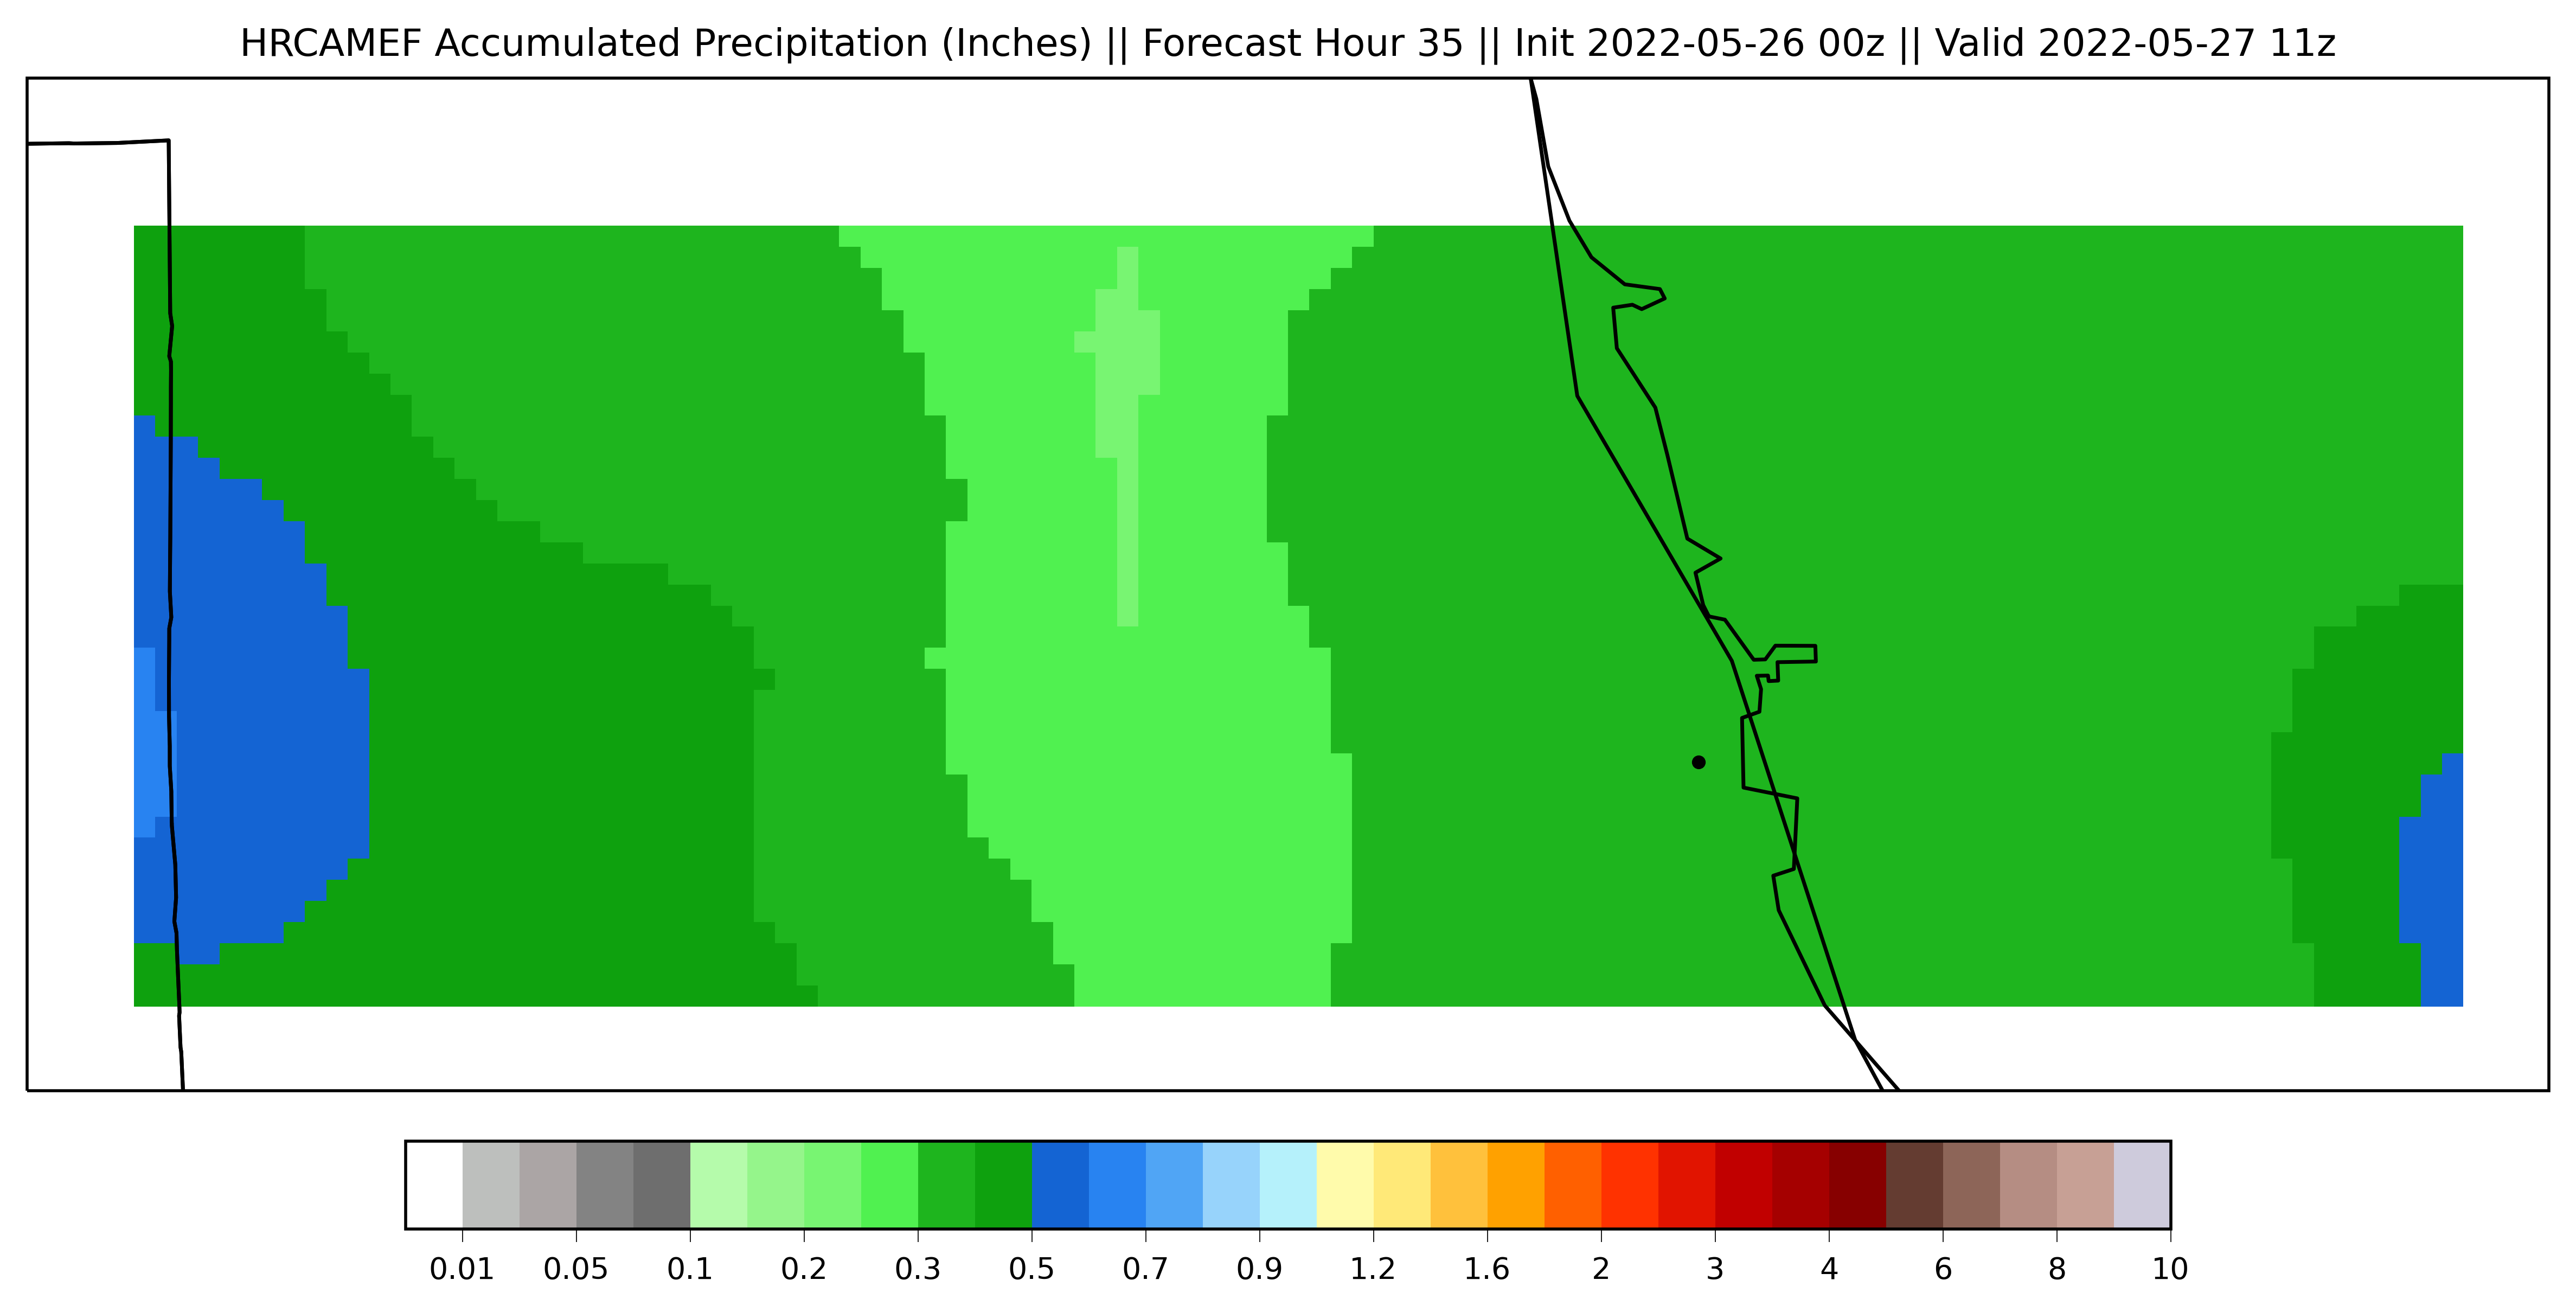 HRCAMEF Accumulated Precipitation (Inches) || Forecast Hour 35 || Init 2022-05-26 00z || Valid 2022-05-27 11z
0.01 0.05 0.1 0.2 0.3 0.5 0.7 0.9 1.2 1.6 2 3 4 6 8 10